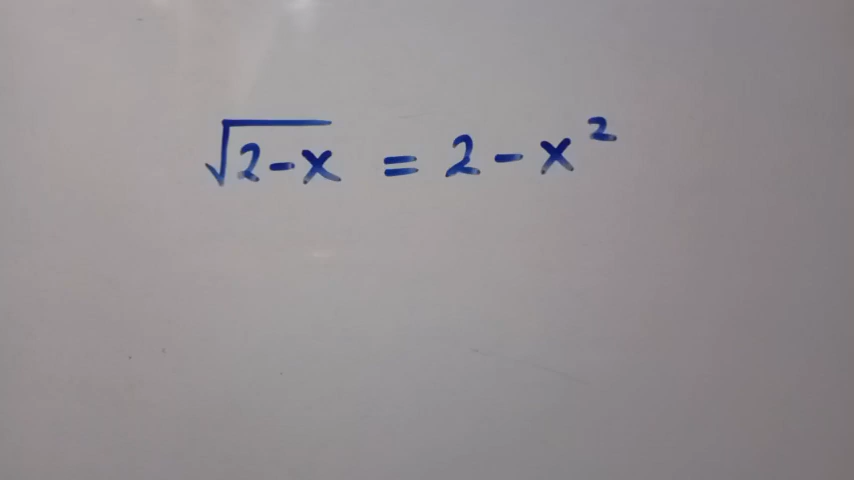 √(2-x) = 2-x²